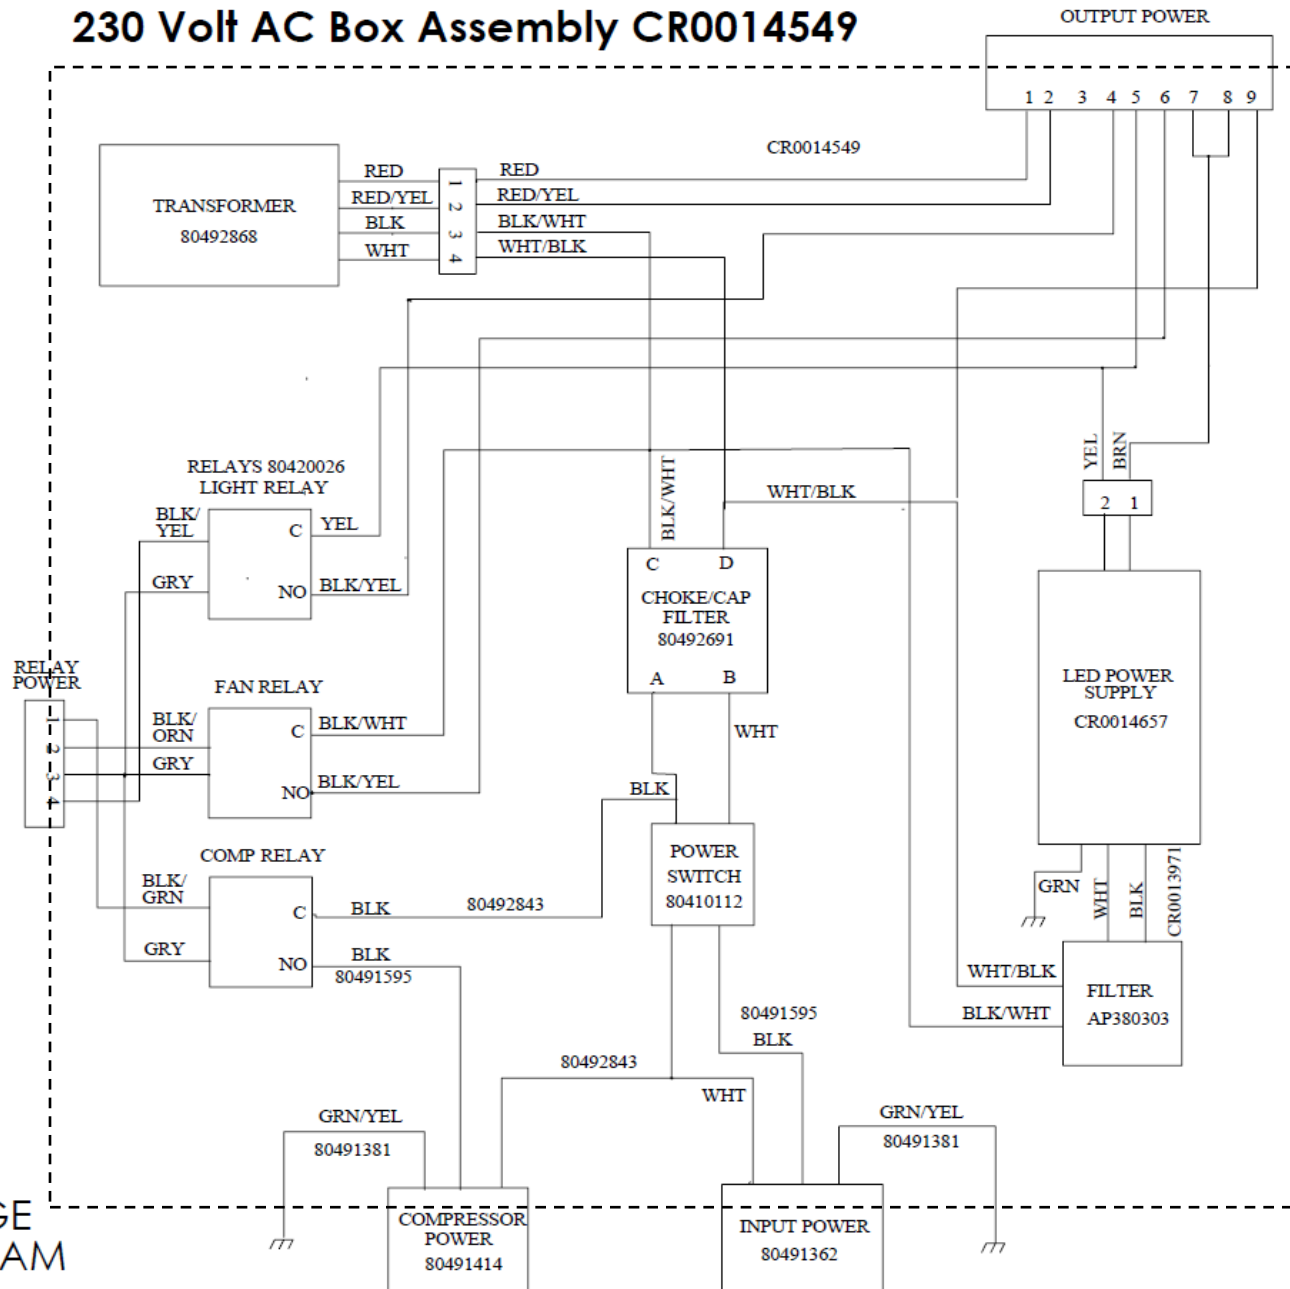 230 Volt AC Box Assembly CR0014549
OUTPUT POWER
1 2 3 4 5 6 7 8 9
CR0014549
TRANSFORMER
80492868
RED
RED/YEL
BLK
WHT
1
2
3
4
RED
RED/YEL
BLK/WHT
WHT/BLK
RELAYS 80420026
LIGHT RELAY
BLK/
YEL
GRY
C
NO
YEL
BLK/YEL
BLK/WHT
WHT/BLK
YEL
BRN
2 1
C D
CHOKE/CAP
FILTER
80492691
A B
LED POWER
SUPPLY
CR0014657
RELAY
POWER
1
2
3
4
FAN RELAY
BLK/
ORN
GRY
C
NO
BLK/WHT
BLK/YEL
WHT
BLK
POWER
SWITCH
80410112
COMP RELAY
BLK/
GRN
GRY
C
NO
BLK
80492843
BLK
80491595
GRN
WHT
BLK
CR0013971
WHT/BLK
BLK/WHT
FILTER
AP380303
80491595
BLK
80492843
WHT
GRN/YEL
80491381
GRN/YEL
80491381
COMPRESSOR
POWER
80491414
INPUT POWER
80491362
GE
AM